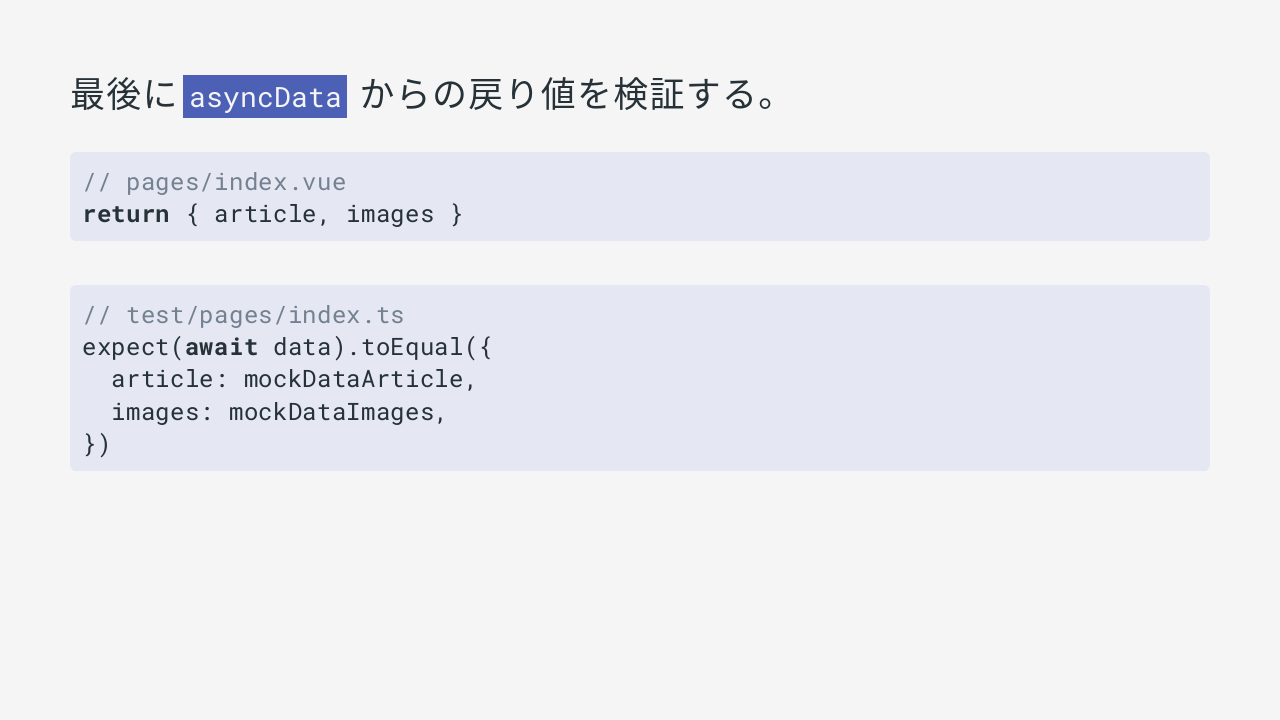 最後に asyncData からの戻り値を検証する。
// pages/index.vue
return { article, images }
// test/pages/index.ts
expect(await data).toEqual({
  article: mockDataArticle,
  images: mockDataImages,
})